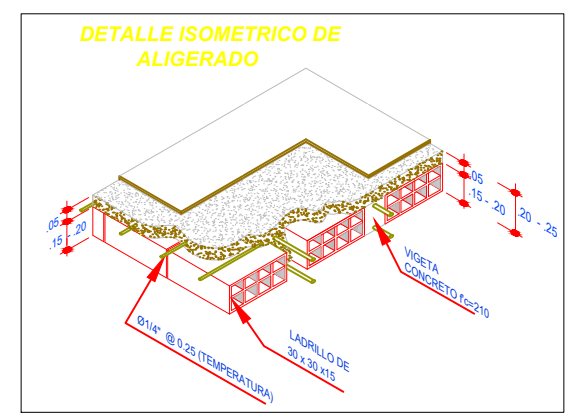 DETALLE ISOMETRICO DE
ALIGERADO
.05
.15 - .20
.05
.15 - .20
.20 - .25
VIGETA
CONCRETO f'c=210
LADRILLO DE
30 x 30 x15
Ø1/4" @ 0.25 (TEMPERATURA)